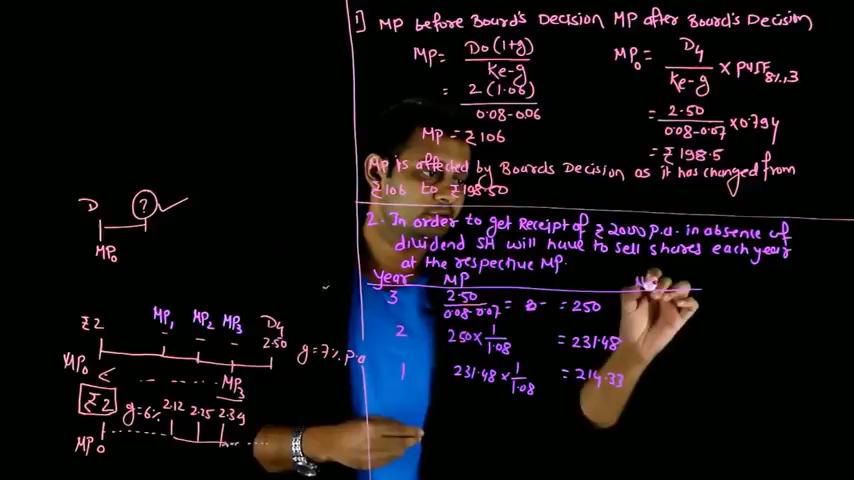 1] MP before Board's Decision MP after Board's Decision
MP = D0(1+g) / Ke-g
MP0 = D4 / Ke-g × PVIF 8%,3
= 2(1.06) / 0.08-0.06
= 2.50 / 0.08-0.07 × 0.794
MP = ₹106
= ₹198.5
MP is affected by Boards Decision as it has changed from
₹106 to ₹198.50
2. In order to get Receipt of ₹2000 p.a. in absence of
dividend SH will have to sell shares each year
at the respective MP.
Year MP
3 2.50 / 0.08-0.07 = = 250
2 250 × 1/1.08 = 231.48
1 231.48 × 1/1.08 = 214.33
D ?
MP0
₹2 MP1 MP2 MP3 D4
- - - 2.50
g=7% p.a
MP0
MP3
₹2 g=6% 2.12 2.25 2.39
MP0